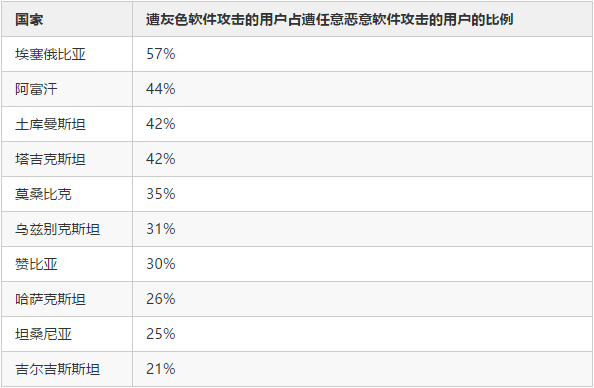 国家 遭灰色软件攻击的用户占遭任意恶意软件攻击的用户的比例
埃塞俄比亚 57%
阿富汗 44%
土库曼斯坦 42%
塔吉克斯坦 42%
莫桑比克 35%
乌兹别克斯坦 31%
赞比亚 30%
哈萨克斯坦 26%
坦桑尼亚 25%
吉尔吉斯斯坦 21%